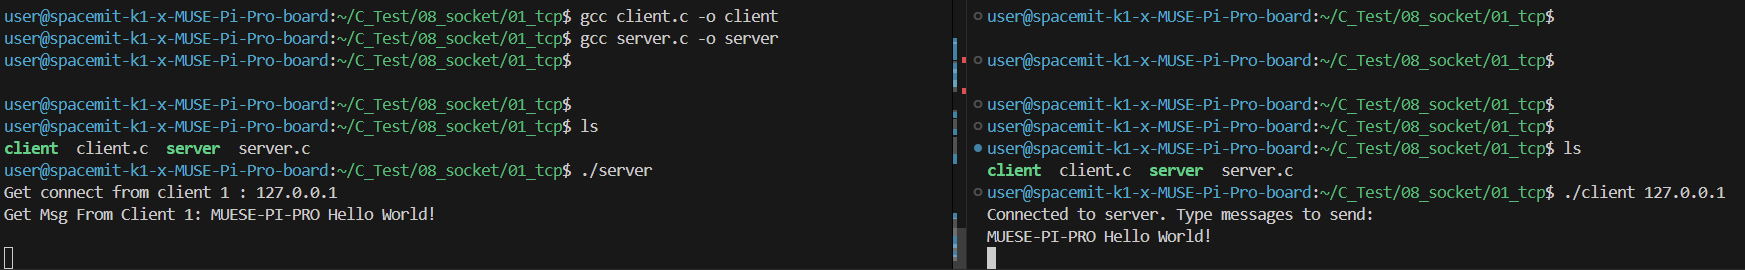 user@spacemit-k1-x-MUSE-Pi-Pro-board:~/C_Test/08_socket/01_tcp$ gcc client.c -o client
user@spacemit-k1-x-MUSE-Pi-Pro-board:~/C_Test/08_socket/01_tcp$ gcc server.c -o server
user@spacemit-k1-x-MUSE-Pi-Pro-board:~/C_Test/08_socket/01_tcp$
user@spacemit-k1-x-MUSE-Pi-Pro-board:~/C_Test/08_socket/01_tcp$
user@spacemit-k1-x-MUSE-Pi-Pro-board:~/C_Test/08_socket/01_tcp$ ls
client  client.c  server  server.c
user@spacemit-k1-x-MUSE-Pi-Pro-board:~/C_Test/08_socket/01_tcp$ ./server
Get connect from client 1 : 127.0.0.1
Get Msg From Client 1: MUESE-PI-PRO Hello World!
user@spacemit-k1-x-MUSE-Pi-Pro-board:~/C_Test/08_socket/01_tcp$
user@spacemit-k1-x-MUSE-Pi-Pro-board:~/C_Test/08_socket/01_tcp$
user@spacemit-k1-x-MUSE-Pi-Pro-board:~/C_Test/08_socket/01_tcp$
user@spacemit-k1-x-MUSE-Pi-Pro-board:~/C_Test/08_socket/01_tcp$
user@spacemit-k1-x-MUSE-Pi-Pro-board:~/C_Test/08_socket/01_tcp$ ls
client  client.c  server  server.c
user@spacemit-k1-x-MUSE-Pi-Pro-board:~/C_Test/08_socket/01_tcp$ ./client 127.0.0.1
Connected to server. Type messages to send:
MUESE-PI-PRO Hello World!